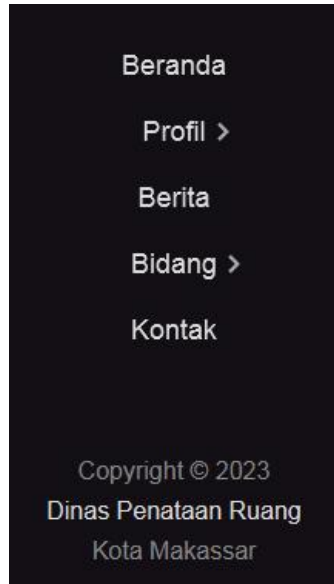 Beranda
Profil >
Berita
Bidang >
Kontak
Copyright © 2023
Dinas Penataan Ruang
Kota Makassar